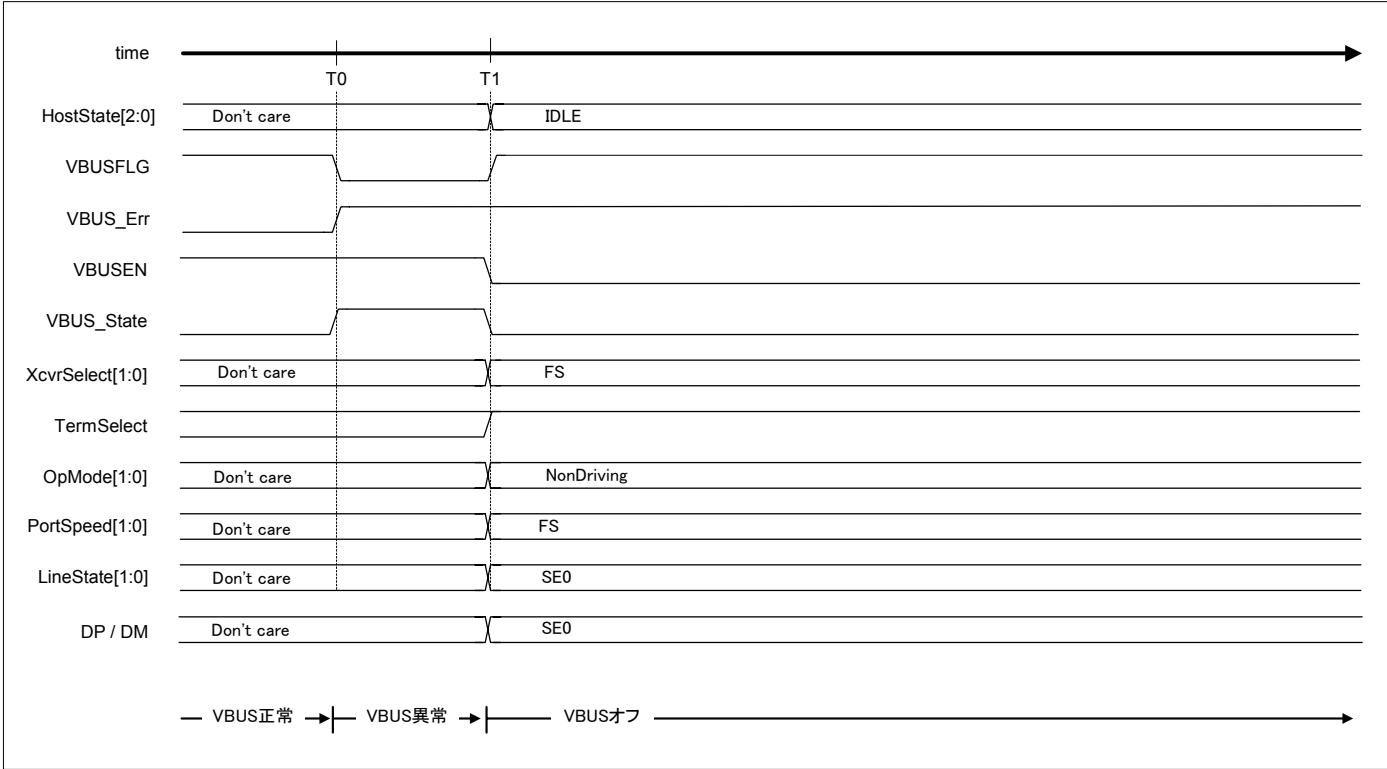 time
T0 T1
HostState[2:0] Don't care IDLE
VBUSFLG
VBUS_Err
VBUSEN
VBUS_State
XcvrSelect[1:0] Don't care FS
TermSelect
OpMode[1:0] Don't care NonDriving
PortSpeed[1:0] Don't care FS
LineState[1:0] Don't care SE0
DP / DM Don't care SE0
VBUS正常 VBUS異常 VBUSオフ